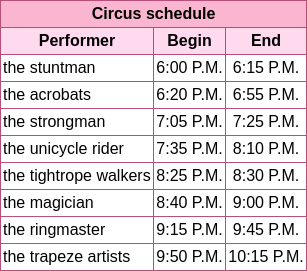 Circus schedule
Performer Begin End
the stuntman 6:00 P.M. 6:15 P.M.
the acrobats 6:20 P.M. 6:55 P.M.
the strongman 7:05 P.M. 7:25 P.M.
the unicycle rider 7:35 P.M. 8:10 P.M.
the tightrope walkers 8:25 P.M. 8:30 P.M.
the magician 8:40 P.M. 9:00 P.M.
the ringmaster 9:15 P.M. 9:45 P.M.
the trapeze artists 9:50 P.M. 10:15 P.M.